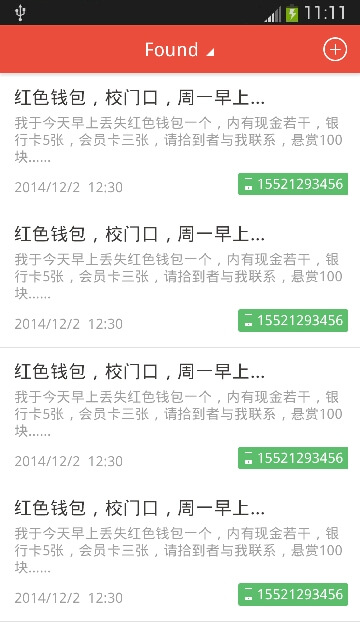 11:11
Found
红色钱包，校门口，周一早上...
我于今天早上丢失红色钱包一个，内有现金若干，银
行卡5张，会员卡三张，请拾到者与我联系，悬赏100
块......
2014/12/2 12:30
15521293456
红色钱包，校门口，周一早上...
我于今天早上丢失红色钱包一个，内有现金若干，银
行卡5张，会员卡三张，请拾到者与我联系，悬赏100
块......
2014/12/2 12:30
15521293456
红色钱包，校门口，周一早上...
我于今天早上丢失红色钱包一个，内有现金若干，银
行卡5张，会员卡三张，请拾到者与我联系，悬赏100
块......
2014/12/2 12:30
15521293456
红色钱包，校门口，周一早上...
我于今天早上丢失红色钱包一个，内有现金若干，银
行卡5张，会员卡三张，请拾到者与我联系，悬赏100
块......
2014/12/2 12:30
15521293456